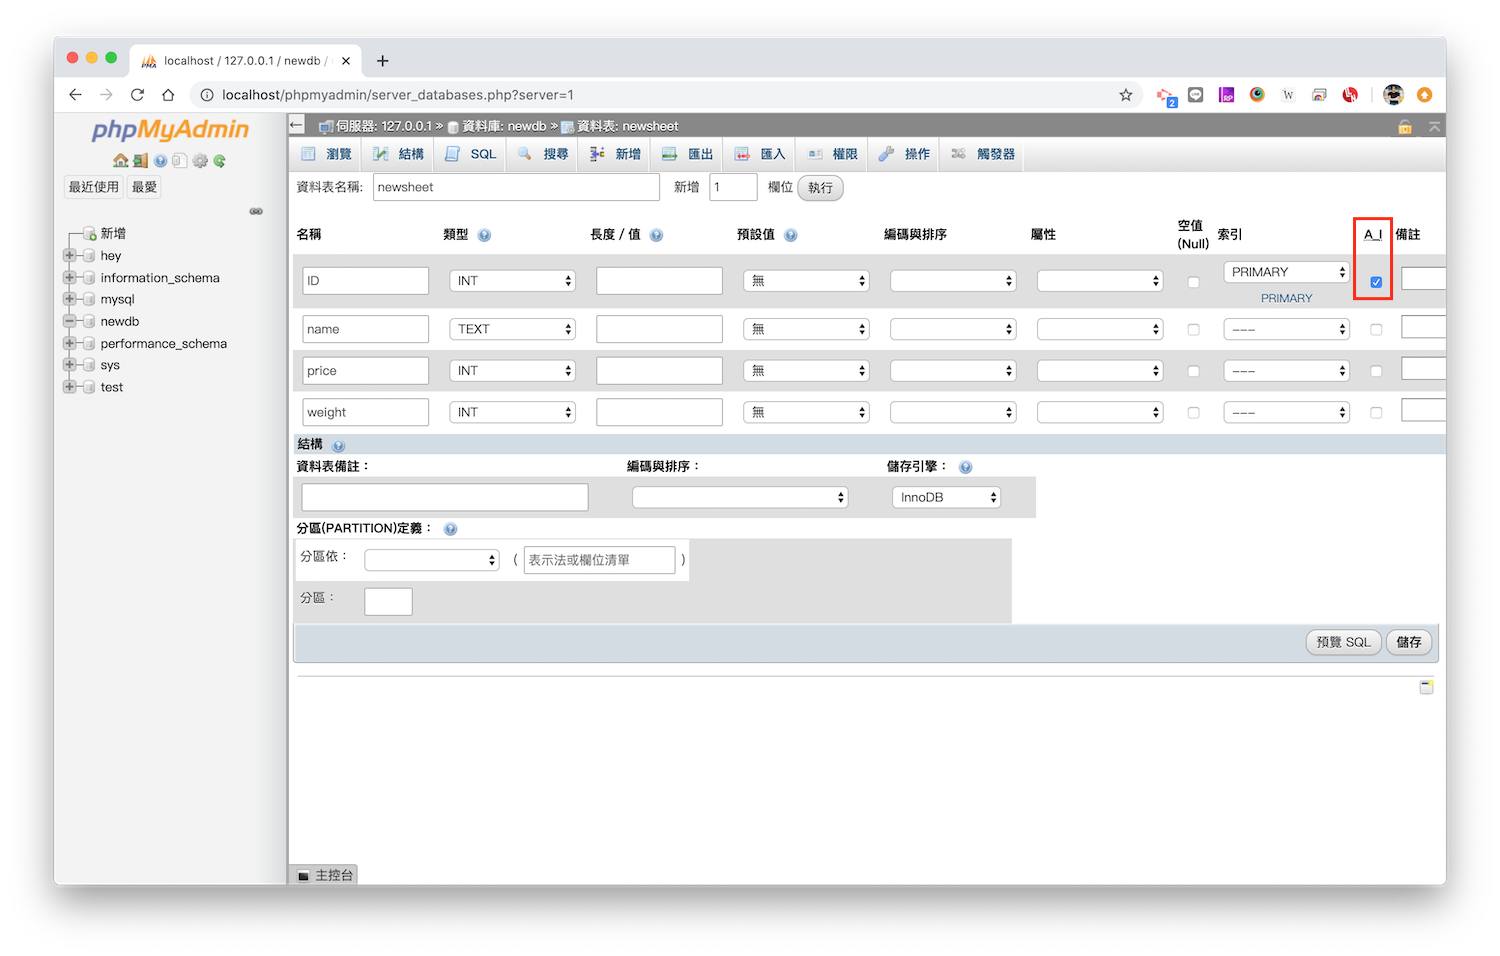 localhost / 127.0.0.1 / newdb /
localhost/phpmyadmin/server_databases.php?server=1
phpMyAdmin
最近使用 最愛
新增
hey
information_schema
mysql
newdb
performance_schema
sys
test
伺服器: 127.0.0.1 » 資料庫: newdb » 資料表: newsheet
瀏覽 結構 SQL 搜尋 新增 匯出 匯入 權限 操作 觸發器
資料表名稱: newsheet 新增 1 欄位 執行
名稱 類型 長度 / 值 預設值 編碼與排序 屬性 空值 (Null) 索引 A_I 備註
ID INT 無 PRIMARY
PRIMARY
name TEXT 無 ---
price INT 無 ---
weight INT 無 ---
結構
資料表備註： 編碼與排序： 儲存引擎：
InnoDB
分區(PARTITION)定義：
分區依： ( 表示法或欄位清單 )
分區：
預覽 SQL 儲存
主控台